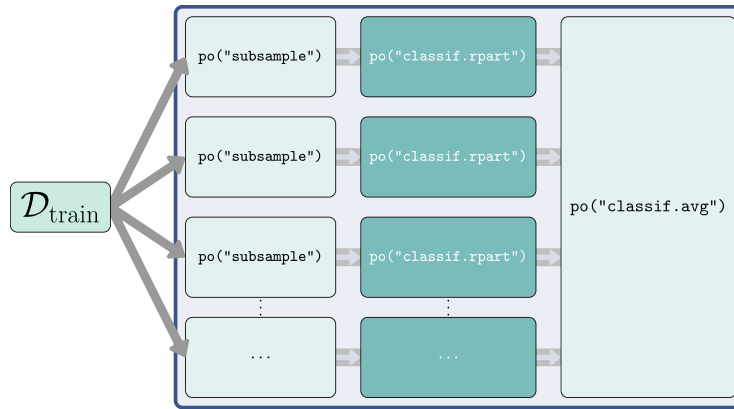 po("subsample") po("classif.rpart")
po("subsample") po("classif.rpart")
𝒟train po("classif.avg")
po("subsample") po("classif.rpart")
... ...